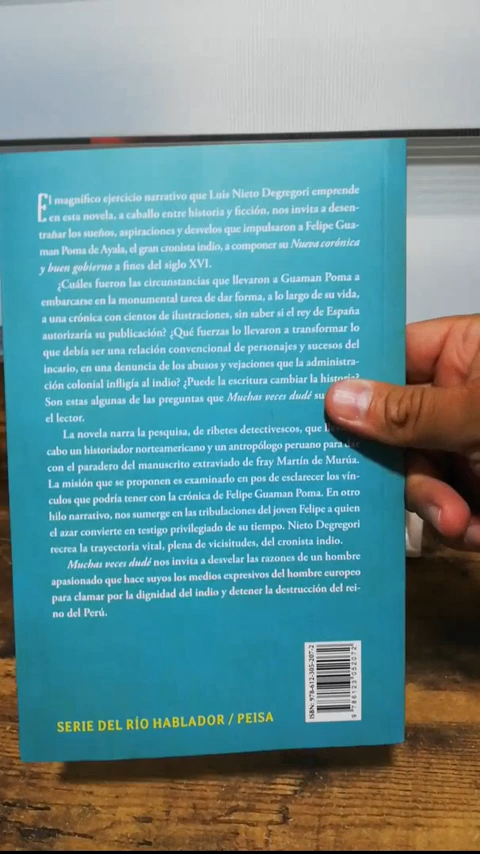 El magnífico ejercicio narrativo que Luis Nieto Degregori emprende
en esta novela, a caballo entre historia y ficción, nos invita a desen-
trañar los sueños, aspiraciones y desvelos que impulsaron a Felipe Gua-
man Poma de Ayala, el gran cronista indio, a componer su Nueva corónica
y buen gobierno a fines del siglo XVI.
¿Cuáles fueron las circunstancias que llevaron a Guaman Poma a
embarcarse en la monumental tarea de dar forma, a lo largo de su vida,
a una crónica con cientos de ilustraciones, sin saber si el rey de España
autorizaría su publicación? ¿Qué fuerzas lo llevaron a transformar lo
que debía ser una relación convencional de personajes y sucesos del
incario, en una denuncia de los abusos y vejaciones que la administra-
ción colonial infligía al indio? ¿Puede la escritura cambiar la historia?
Son estas algunas de las preguntas que Muchas veces dudé
el lector.
La novela narra la pesquisa, de ribetes detectivescos, que
cabo un historiador norteamericano y un antropólogo peruano para dar
con el paradero del manuscrito extraviado de fray Martín de Murúa.
La misión que se proponen es examinarlo en pos de esclarecer los vín-
culos que podría tener con la crónica de Felipe Guaman Poma. En otro
hilo narrativo, nos sumerge en las tribulaciones del joven Felipe a quien
el azar convierte en testigo privilegiado de su tiempo. Nieto Degregori
recrea la trayectoria vital, plena de vicisitudes, del cronista indio.
Muchas veces dudé nos invita a desvelar las razones de un hombre
apasionado que hace suyos los medios expresivos del hombre europeo
para clamar por la dignidad del indio y detener la destrucción del rei-
no del Perú.
SERIE DEL RÍO HABLADOR / PEISA
ISBN: 978-612-305-207-2
9 786123 052072